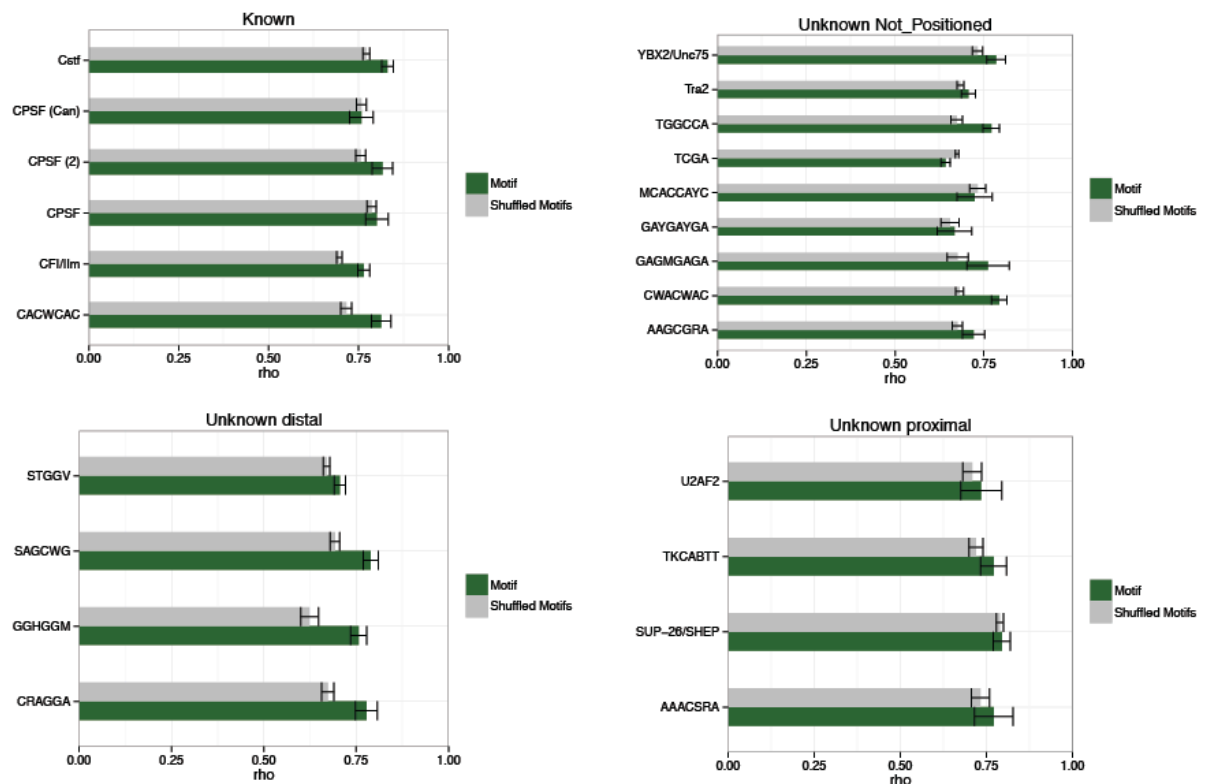 Known
Cstf
CPSF (Can)
CPSF (2)
CPSF
CFI/IIm
CACWCAC
0.00 0.25 0.50 0.75 1.00
rho
Motif
Shuffled Motifs
Unknown Not_Positioned
YBX2/Unc75
Tra2
TGGCCA
TCGA
MCACCAYC
GAYGAYGA
GAGMGAGA
CWACWAC
AAGCGRA
0.00 0.25 0.50 0.75 1.00
rho
Motif
Shuffled Motifs
Unknown distal
STGGV
SAGCWG
GGHGGM
CRAGGA
0.00 0.25 0.50 0.75 1.00
rho
Motif
Shuffled Motifs
Unknown proximal
U2AF2
TKCABTT
SUP-26/SHEP
AAACSRA
0.00 0.25 0.50 0.75 1.00
rho
Motif
Shuffled Motifs